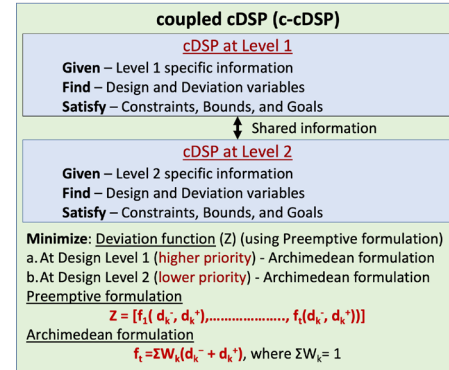 coupled cDSP (c-cDSP)
cDSP at Level 1
Given – Level 1 specific information
Find – Design and Deviation variables
Satisfy – Constraints, Bounds, and Goals
Shared information
cDSP at Level 2
Given – Level 2 specific information
Find – Design and Deviation variables
Satisfy – Constraints, Bounds, and Goals
Minimize: Deviation function (Z) (using Preemptive formulation)
a. At Design Level 1 (higher priority) - Archimedean formulation
b. At Design Level 2 (lower priority) - Archimedean formulation
Preemptive formulation
Z = [f₁( dₖ⁻, dₖ⁺),……………….., fₜ(dₖ⁻, dₖ⁺))]
Archimedean formulation
fₜ =ΣWₖ(dₖ⁻ + dₖ⁺), where ΣWₖ= 1